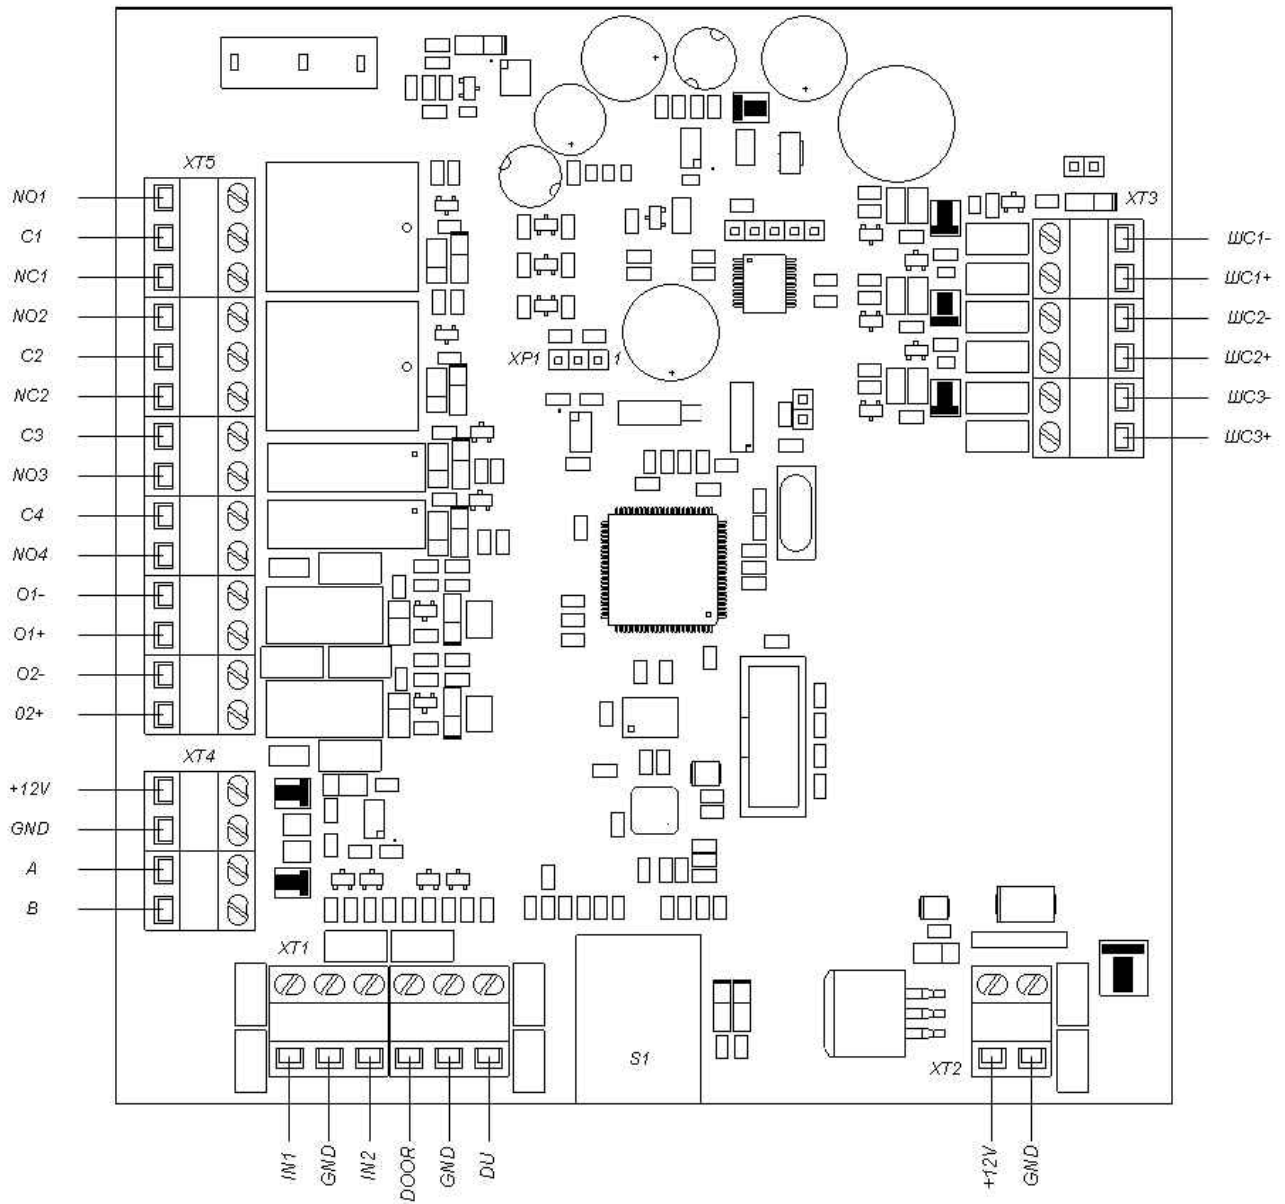 XT5
NO1
C1
NC1
NO2
C2
NC2
C3
NO3
C4
NO4
O1-
O1+
O2-
02+
XT4
+12V
GND
A
B
XP1
1
XT3
ШС1-
ШС1+
ШС2-
ШС2+
ШС3-
ШС3+
XT1
IN1
GND
IN2
DOOR
GND
DU
S1
XT2
+12V
GND